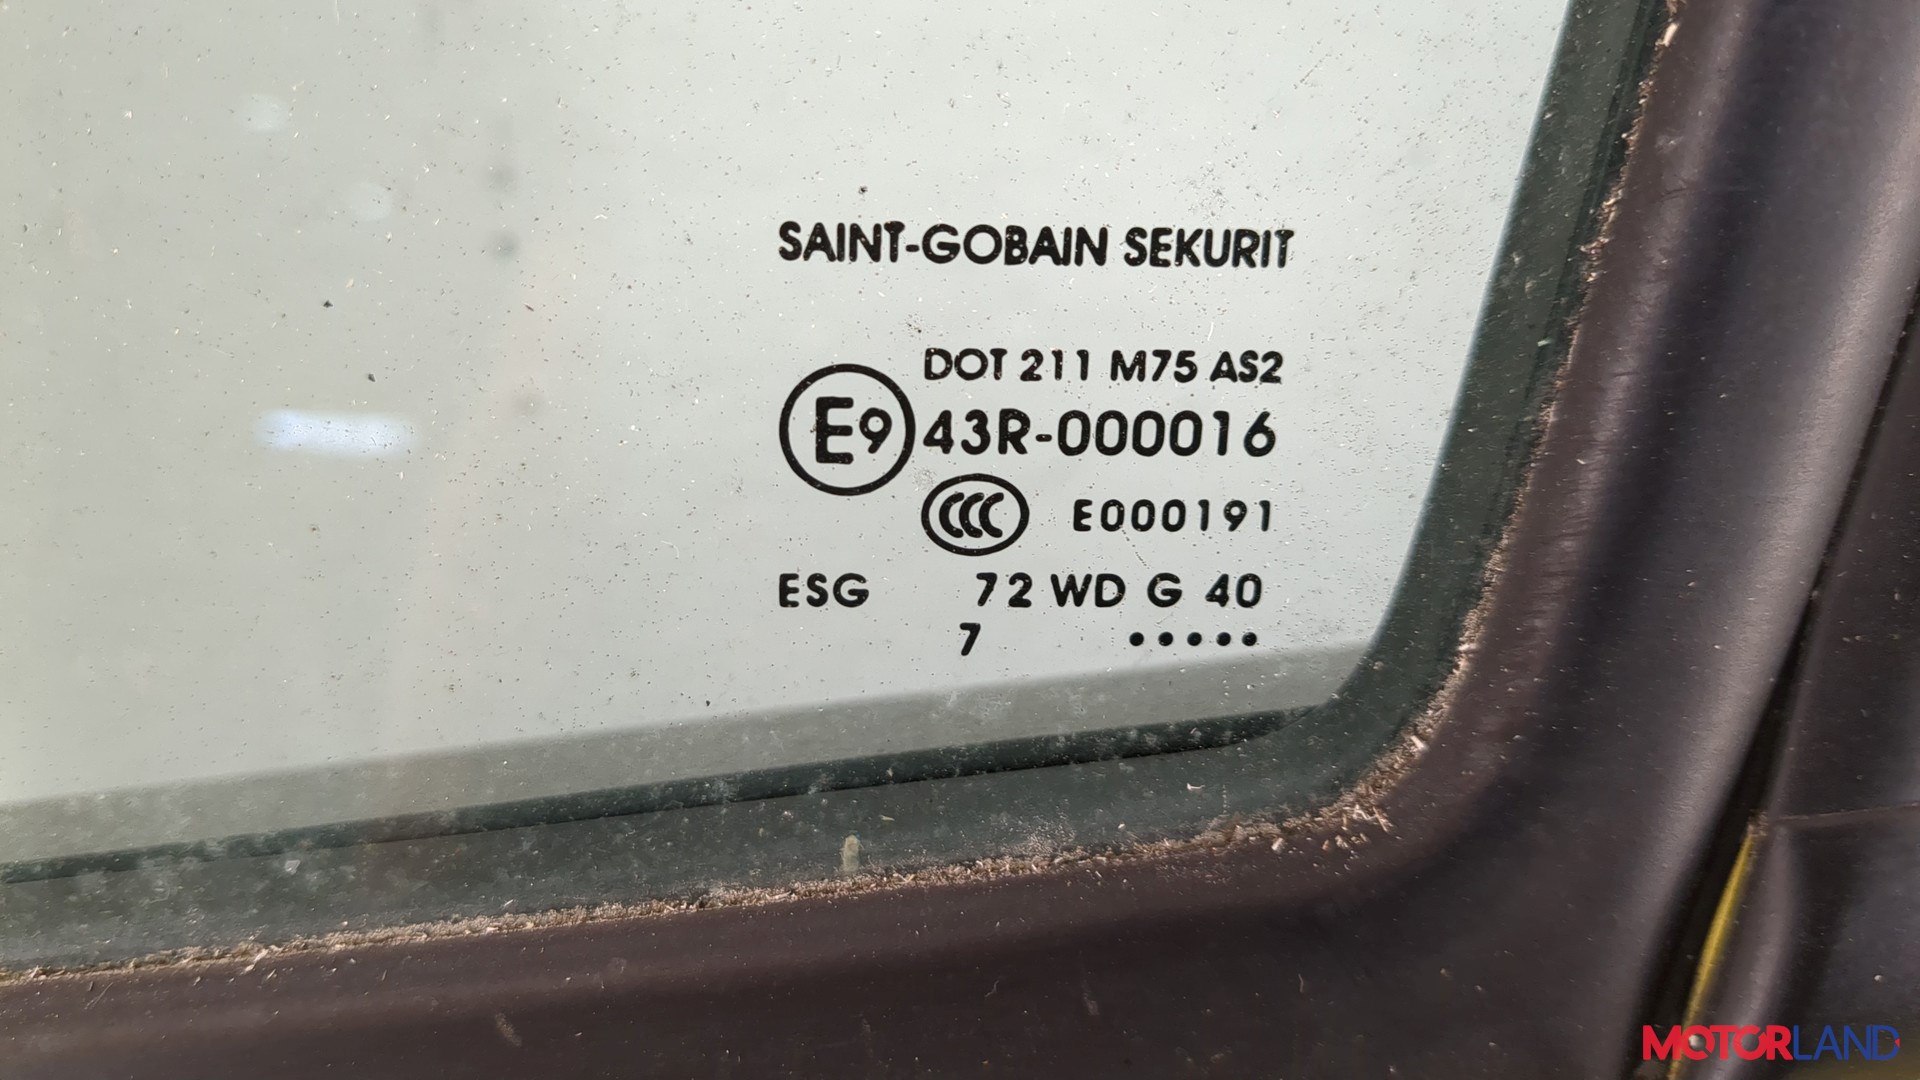 SAINT-GOBAIN SEKURIT
DOT 211 M75 AS2
E9 43R-000016
CCC E000191
ESG 72 WD G 40
7 •••••
MOTORLAND